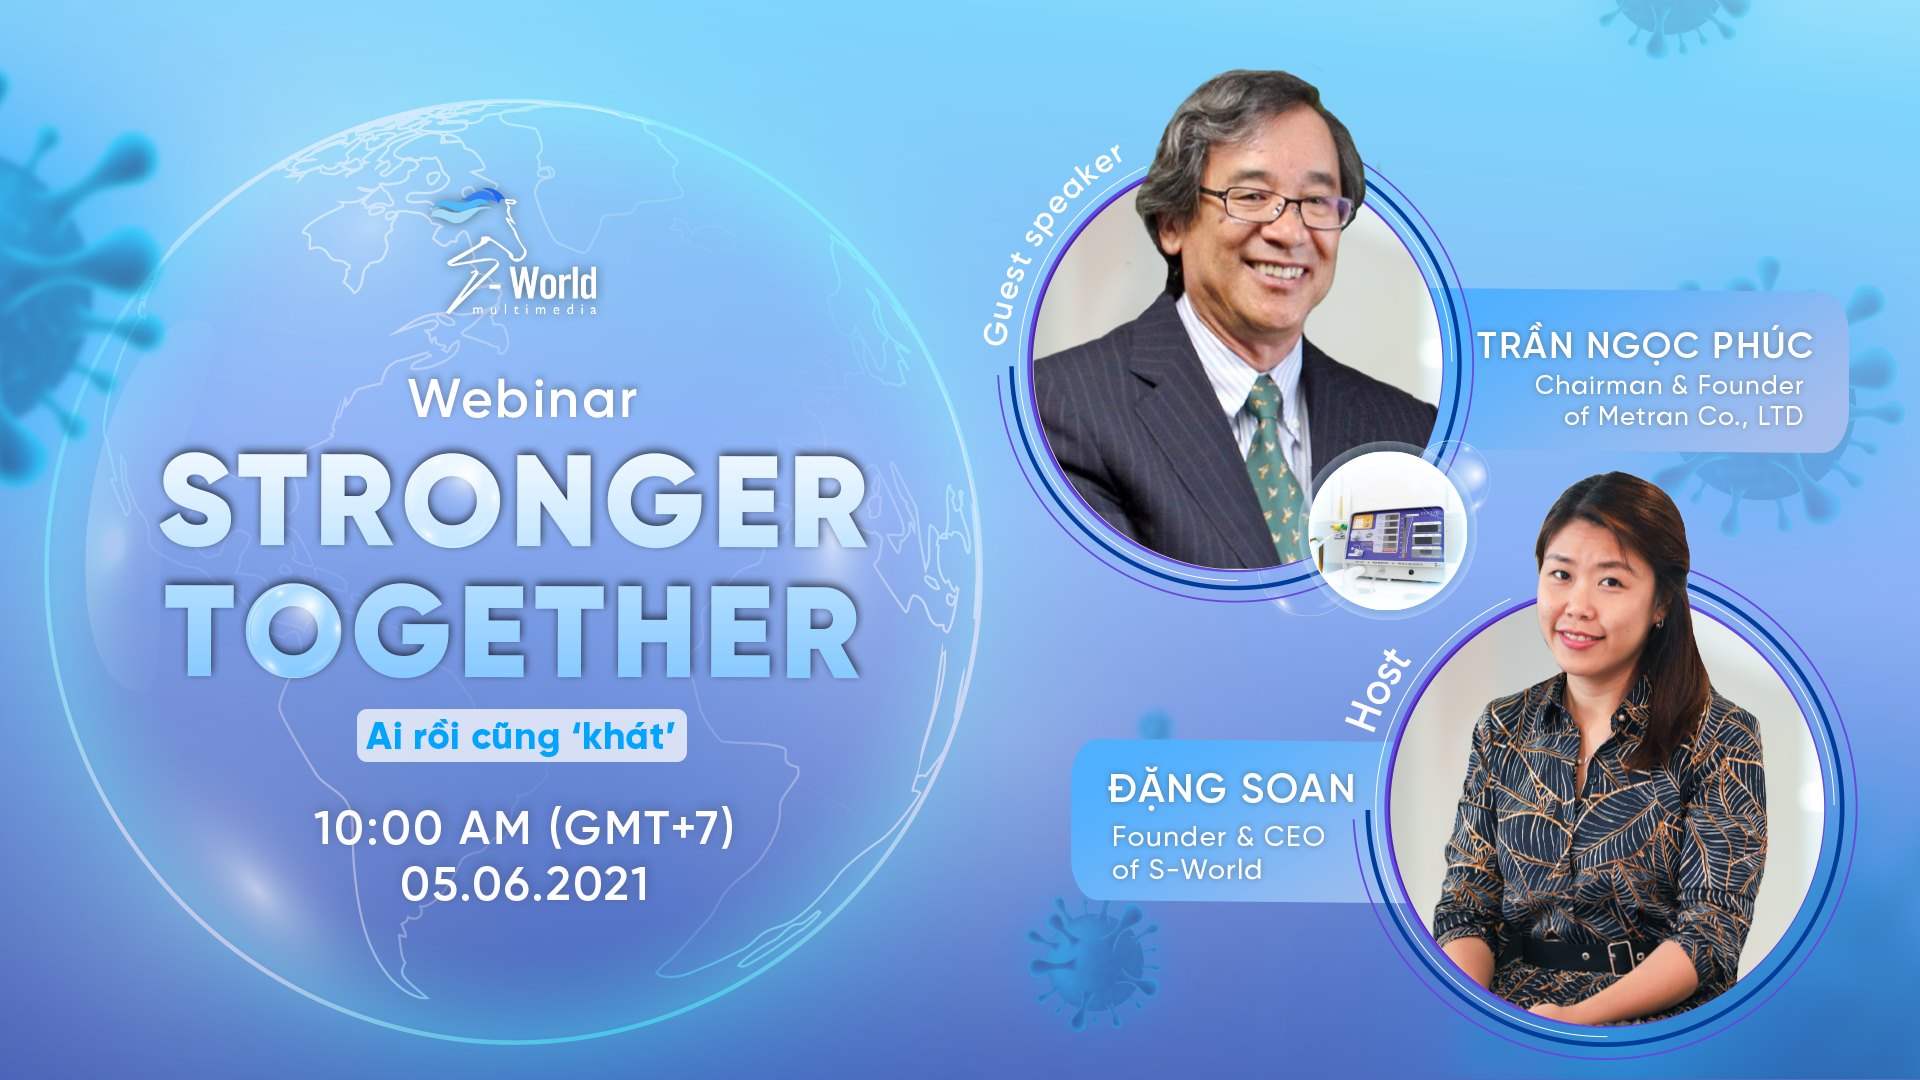 S-World
multimedia
Webinar
STRONGER
TOGETHER
Ai rồi cũng ‘khát’
10:00 AM (GMT+7)
05.06.2021
Guest speaker
TRẦN NGỌC PHÚC
Chairman & Founder
of Metran Co., LTD
Host
ĐẶNG SOAN
Founder & CEO
of S-World